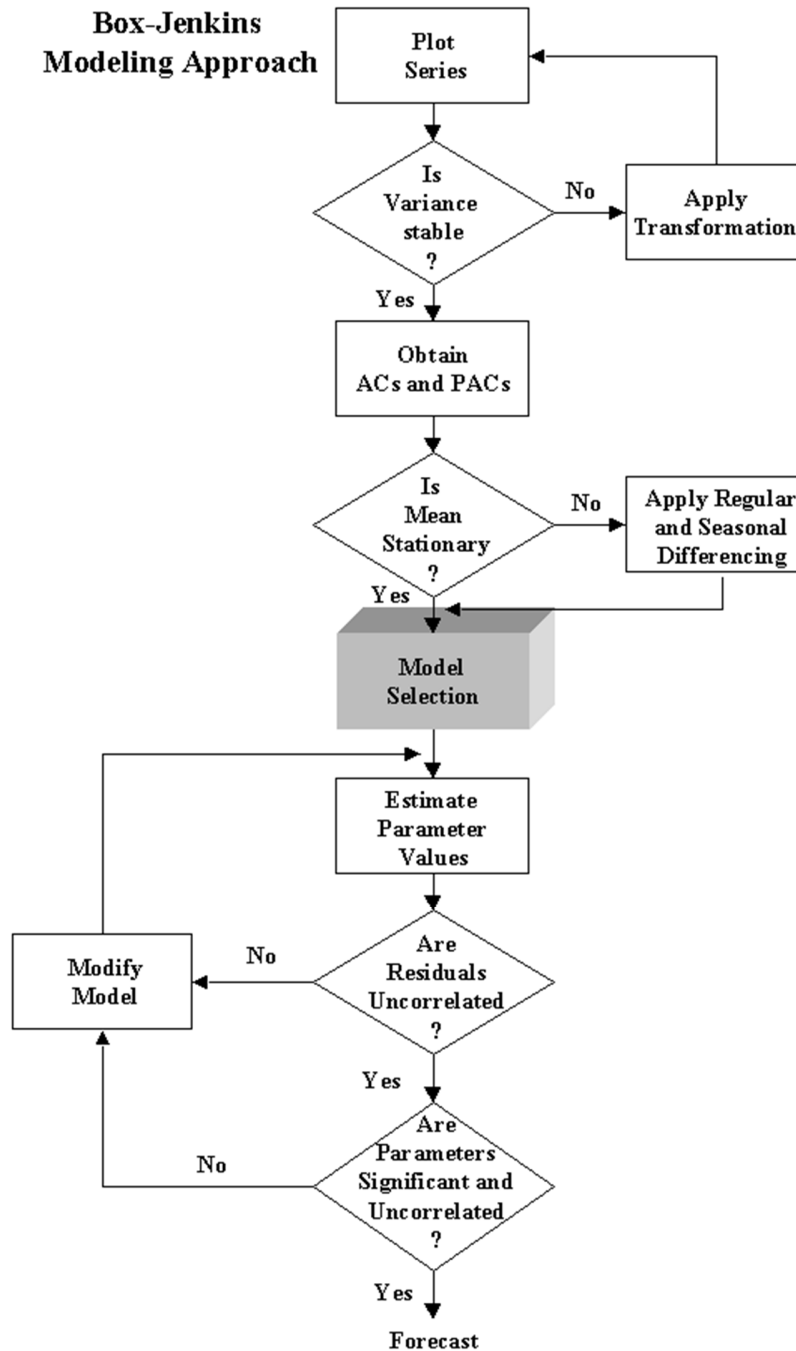 Box-Jenkins
Modeling Approach
Plot
Series
Is
Variance
stable
?
No
Apply
Transformation
Yes
Obtain
ACs and PACs
Is
Mean
Stationary
?
No
Apply Regular
and Seasonal
Differencing
Yes
Model
Selection
Estimate
Parameter
Values
Are
Residuals
Uncorrelated
?
No
Modify
Model
Yes
Are
Parameters
Significant and
Uncorrelated
?
No
Yes
Forecast